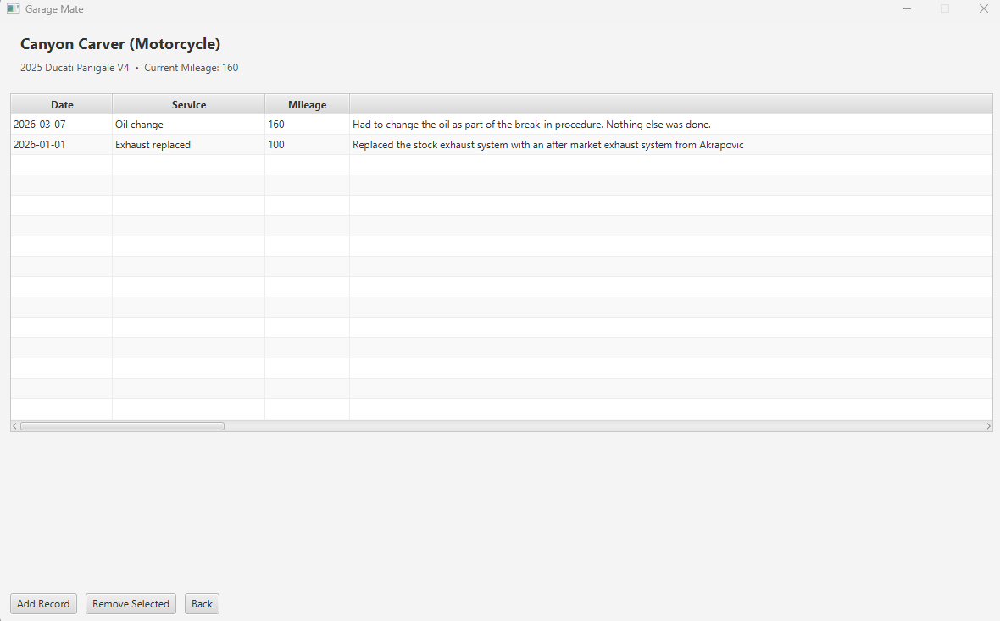 Garage Mate
Canyon Carver (Motorcycle)
2025 Ducati Panigale V4 • Current Mileage: 160
Date Service Mileage
2026-03-07 Oil change 160 Had to change the oil as part of the break-in procedure. Nothing else was done.
2026-01-01 Exhaust replaced 100 Replaced the stock exhaust system with an after market exhaust system from Akrapovic
Add Record Remove Selected Back